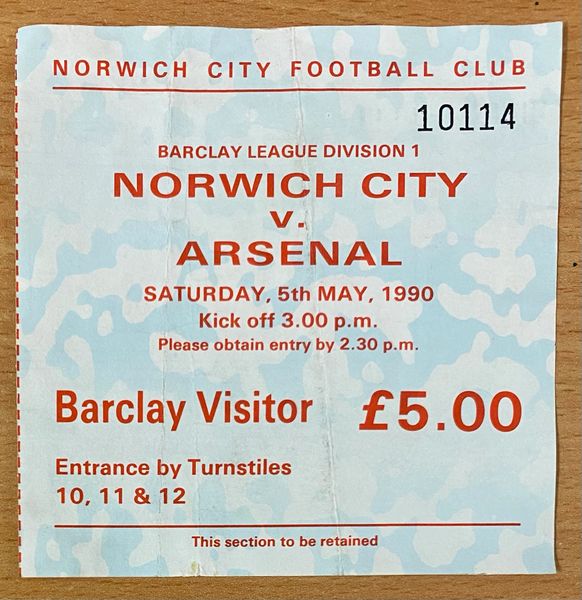 NORWICH CITY FOOTBALL CLUB
10114
BARCLAY LEAGUE DIVISION 1
NORWICH CITY
v.
ARSENAL
SATURDAY, 5th MAY, 1990
Kick off 3.00 p.m.
Please obtain entry by 2.30 p.m.
Barclay Visitor £5.00
Entrance by Turnstiles
10, 11 & 12
This section to be retained